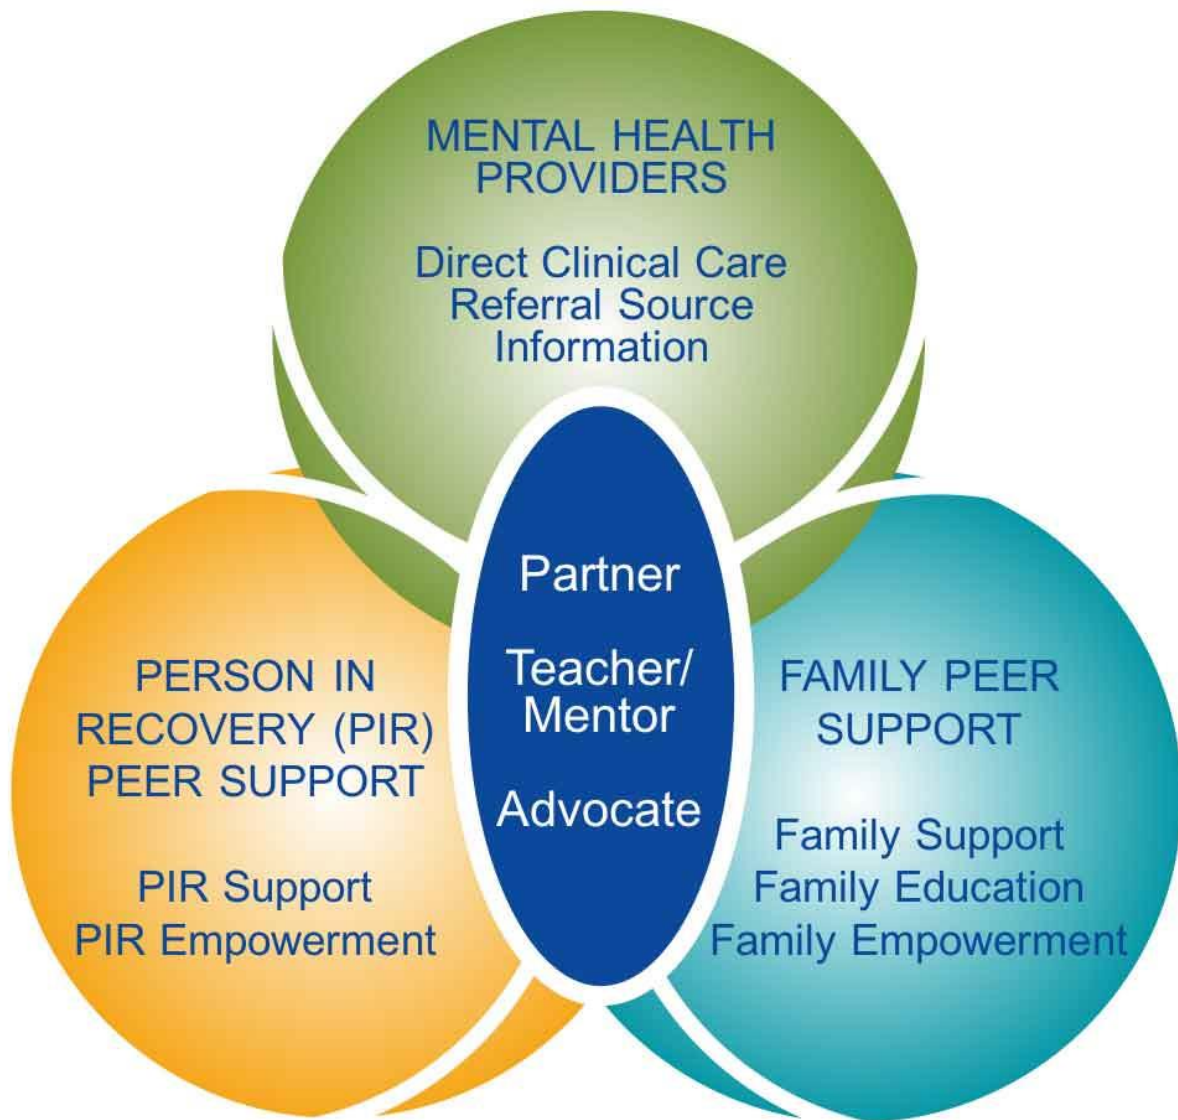 MENTAL HEALTH
PROVIDERS
Direct Clinical Care
Referral Source
Information
Partner
Teacher/
Mentor
Advocate
PERSON IN
RECOVERY (PIR)
PEER SUPPORT
PIR Support
PIR Empowerment
FAMILY PEER
SUPPORT
Family Support
Family Education
Family Empowerment